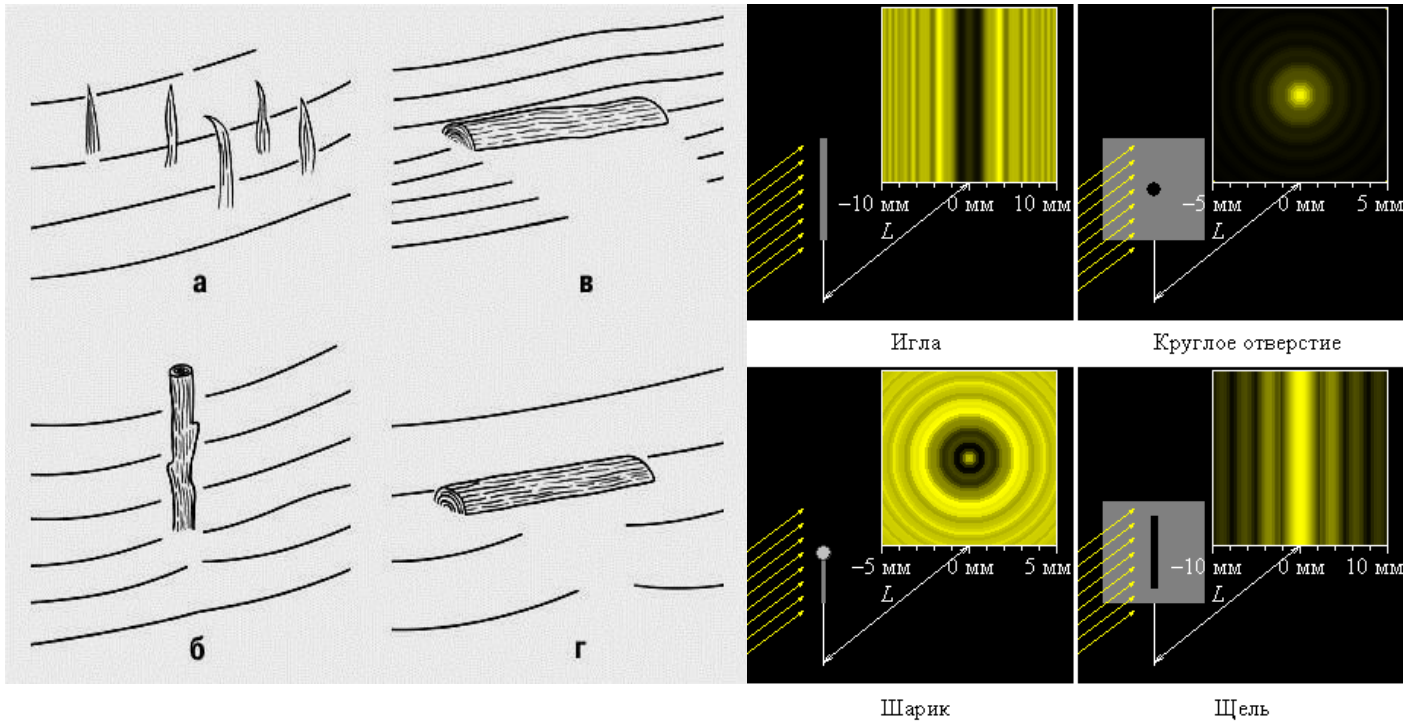 а
в
б
г
−10 мм 0 мм 10 мм
L
Игла
−5 мм 0 мм 5 мм
L
Круглое отверстие
−5 мм 0 мм 5 мм
L
Шарик
−10 мм 0 мм 10 мм
L
Щель